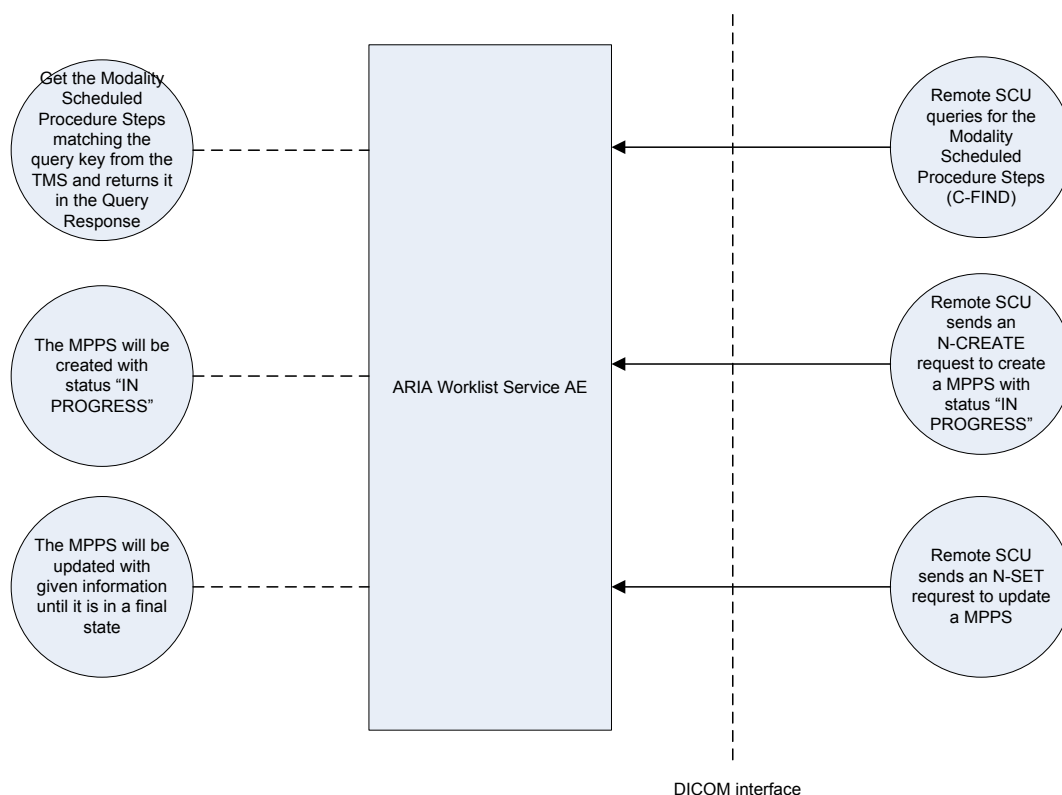 Get the Modality
Scheduled
Procedure Steps
matching the
query key from the
TMS and returns it
in the Query
Response
Remote SCU
queries for the
Modality
Scheduled
Procedure Steps
(C-FIND)
The MPPS will be
created with
status “IN
PROGRESS”
ARIA Worklist Service AE
Remote SCU
sends an
N-CREATE
request to create
a MPPS with
status “IN
PROGRESS”
The MPPS will be
updated with
given information
until it is in a final
state
Remote SCU
sends an N-SET
requrest to update
a MPPS
DICOM interface